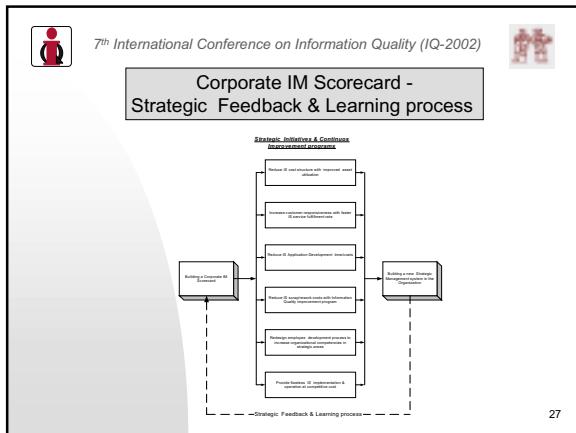 7th International Conference on Information Quality (IQ-2002)
Corporate IM Scorecard -
Strategic Feedback & Learning process
Strategic Initiatives & Continuos
Improvement programs
Reduce IS cost structure with improved asset
utilization
Increase customer responsiveness with faster
IS service fulfillment rate
Reduce IS Application Development time/costs
Building a Corporate IM
Scorecard
Building a new Strategic
Management system in the
Organization
Reduce IS scrap/rework costs with Information
Quality improvement program
Redesign employee development process to
increase organizational competencies in
strategic areas
Provide flawless IS implementation &
operation at competitive cost
Strategic Feedback & Learning process
27